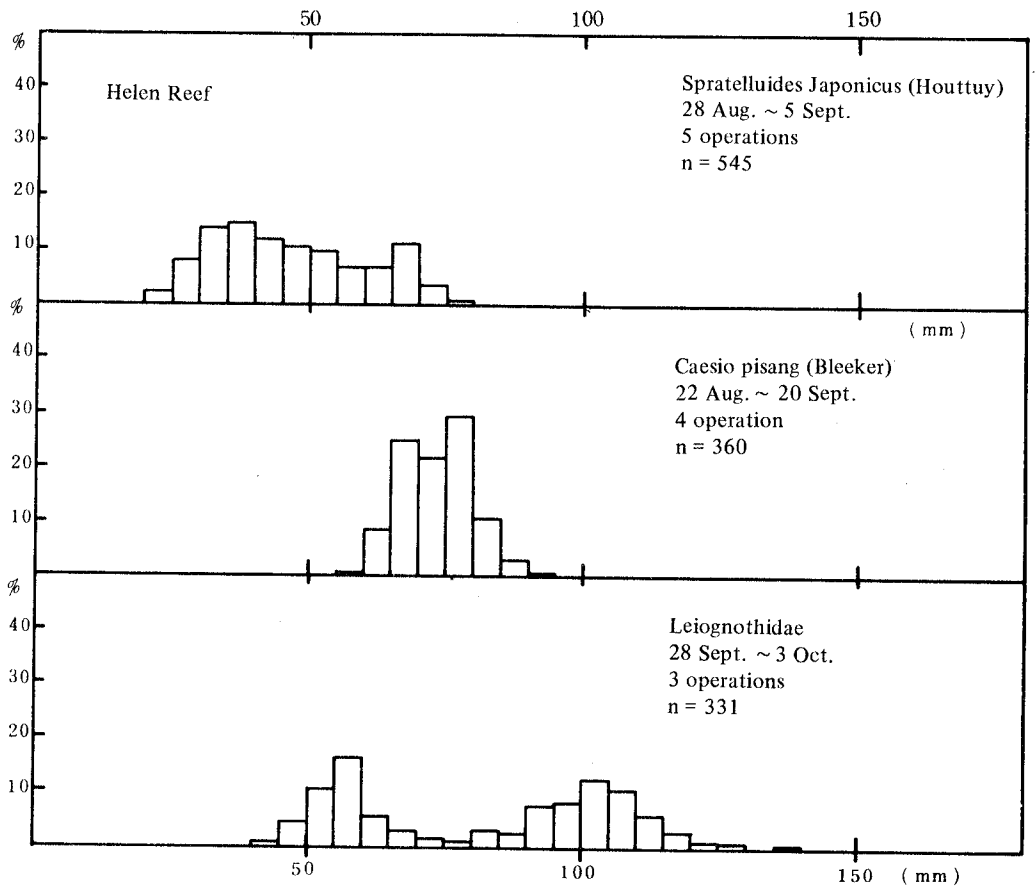 50 100 150
%
40
30
20
10
Helen Reef
Spratelluides Japonicus (Houttuy)
28 Aug. ~ 5 Sept.
5 operations
n = 545
%
(mm)
40
30
20
10
Caesio pisang (Bleeker)
22 Aug. ~ 20 Sept.
4 operation
n = 360
%
40
30
20
10
Leiognothidae
28 Sept. ~ 3 Oct.
3 operations
n = 331
50 100 150 (mm)